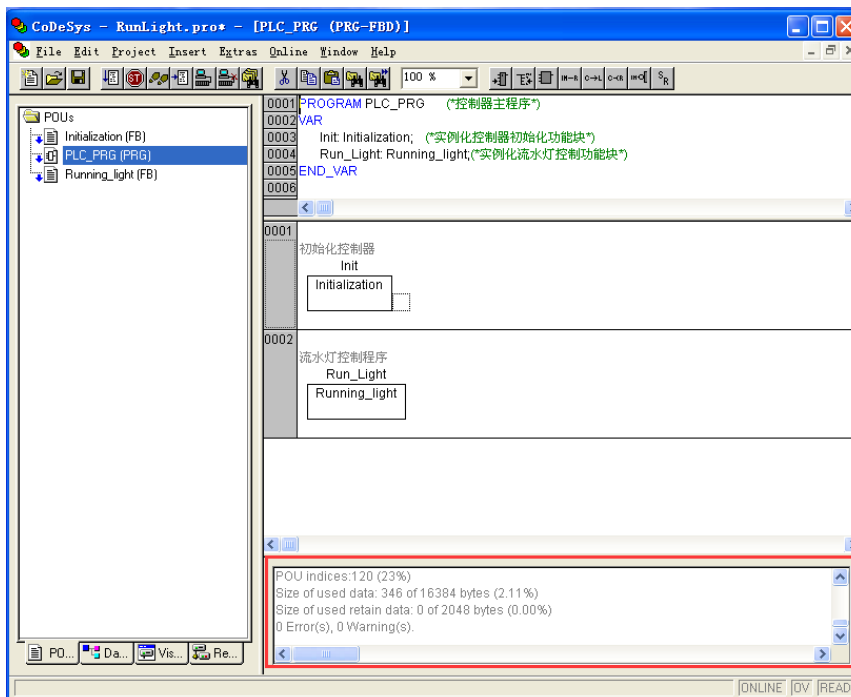 CoDeSys - RunLight.pro* - [PLC_PRG (PRG-FBD)]
File Edit Project Insert Extras Online Window Help
100 %
POUs
Initialization (FB)
PLC_PRG (PRG)
Running_light (FB)
0001 PROGRAM PLC_PRG (*控制器主程序*)
0002 VAR
0003 Init: Initialization; (*实例化控制器初始化功能块*)
0004 Run_Light: Running_light;(*实例化流水灯控制功能块*)
0005 END_VAR
0006
0001
初始化控制器
Init
Initialization
0002
流水灯控制程序
Run_Light
Running_light
POU indices:120 (23%)
Size of used data: 346 of 16384 bytes (2.11%)
Size of used retain data: 0 of 2048 bytes (0.00%)
0 Error(s), 0 Warning(s).
PO... Da... Vis... Re...
ONLINE OV READ